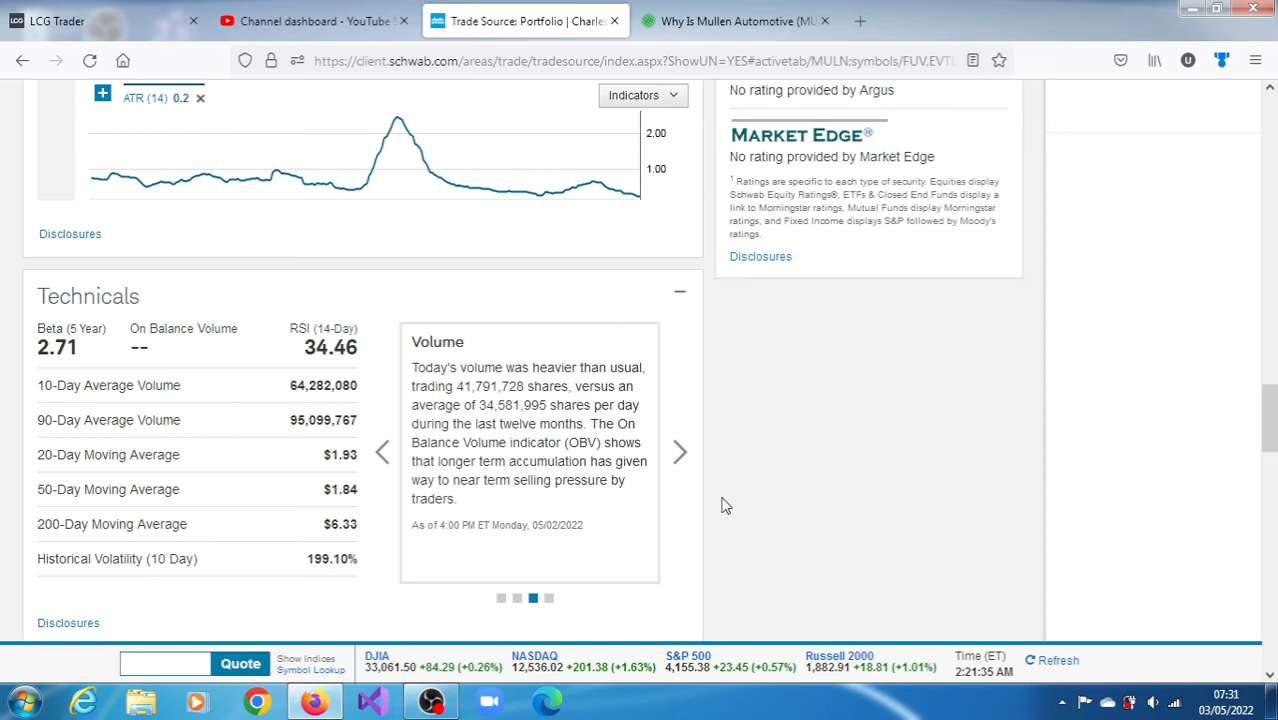 LCG Trader
Channel dashboard - YouTube S
Trade Source: Portfolio | Charles
Why Is Mullen Automotive (MU
https://client.schwab.com/areas/trade/tradesource/index.aspx?ShowUN=YES#activetab/MULN:symbols/FUV,EVTL
ATR (14) 0.2
Indicators
2.00
1.00
Disclosures
No rating provided by Argus
MARKET EDGE®
No rating provided by Market Edge
1 Ratings are specific to each type of security. Equities display
Schwab Equity Ratings®, ETFs & Closed End Funds display a
link to Morningstar ratings, Mutual Funds display Morningstar
ratings, and Fixed Income displays S&P followed by Moody's
ratings.
Disclosures
Technicals
Beta (5 Year) On Balance Volume RSI (14-Day)
2.71 -- 34.46
10-Day Average Volume 64,282,080
90-Day Average Volume 95,099,767
20-Day Moving Average $1.93
50-Day Moving Average $1.84
200-Day Moving Average $6.33
Historical Volatility (10 Day) 199.10%
Volume
Today's volume was heavier than usual,
trading 41,791,728 shares, versus an
average of 34,581,995 shares per day
during the last twelve months. The On
Balance Volume indicator (OBV) shows
that longer term accumulation has given
way to near term selling pressure by
traders.
As of 4:00 PM ET Monday, 05/02/2022
Disclosures
Quote
Show Indices
Symbol Lookup
DJIA
33,061.50 +84.29 (+0.26%)
NASDAQ
12,536.02 +201.38 (+1.63%)
S&P 500
4,155.38 +23.45 (+0.57%)
Russell 2000
1,882.91 +18.81 (+1.01%)
Time (ET)
2:21:35 AM
Refresh
07:31
03/05/2022